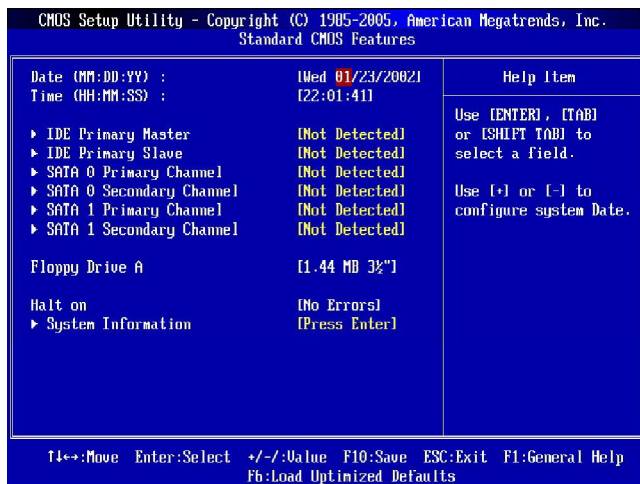 CMOS Setup Utility - Copyright (C) 1985-2005, American Megatrends, Inc.
Standard CMOS Features
Date (MM:DD:YY) : [Wed 01/23/2002]
Time (HH:MM:SS) : [22:01:41]
▶ IDE Primary Master [Not Detected]
▶ IDE Primary Slave [Not Detected]
▶ SATA 0 Primary Channel [Not Detected]
▶ SATA 0 Secondary Channel [Not Detected]
▶ SATA 1 Primary Channel [Not Detected]
▶ SATA 1 Secondary Channel [Not Detected]
Floppy Drive A [1.44 MB 3½"]
Halt on [No Errors]
▶ System Information [Press Enter]
Help Item
Use [ENTER], [TAB]
or [SHIFT TAB] to
select a field.
Use [+] or [-] to
configure system Date.
↑↓←→:Move Enter:Select +/-/:Value F10:Save ESC:Exit F1:General Help
F6:Load Optimized Defaults